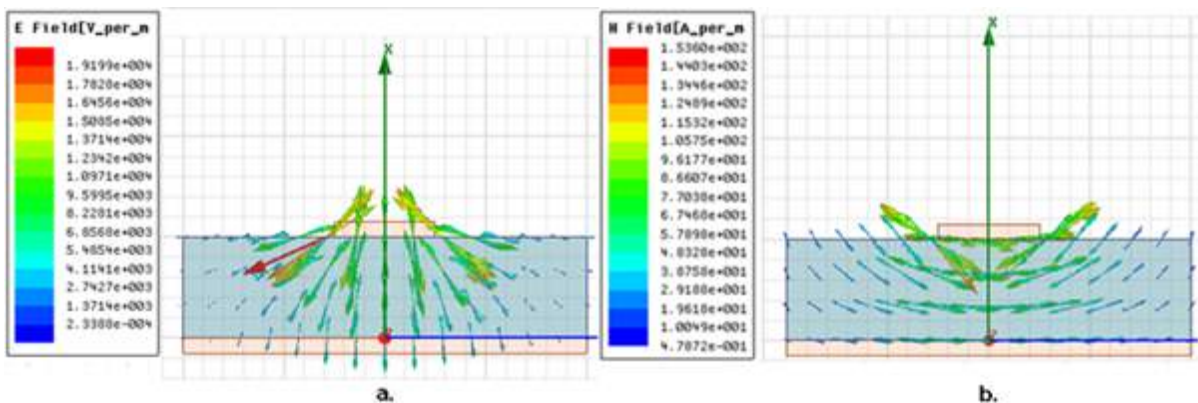 E Field[V_per_m
1.9199e+004
1.7828e+004
1.6456e+004
1.5085e+004
1.3714e+004
1.2342e+004
1.0971e+004
9.5995e+003
8.2281e+003
6.8568e+003
5.4854e+003
4.1141e+003
2.7427e+003
1.3714e+003
2.3388e-004
X
a.
H Field[A_per_m
1.5360e+002
1.4403e+002
1.3446e+002
1.2489e+002
1.1532e+002
1.0575e+002
9.6177e+001
8.6607e+001
7.7038e+001
6.7468e+001
5.7898e+001
4.8328e+001
3.8758e+001
2.9188e+001
1.9618e+001
1.0049e+001
4.7872e-001
X
b.